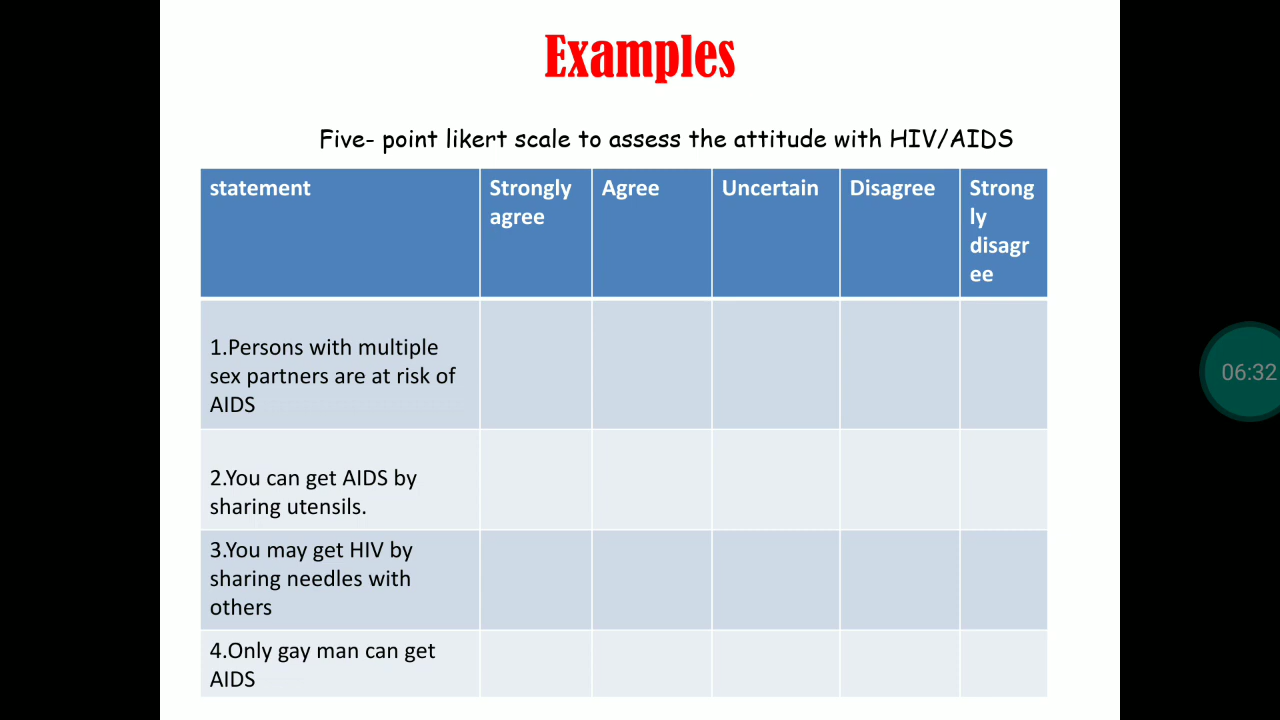 Examples
Five- point likert scale to assess the attitude with HIV/AIDS
statement
Strongly
agree
Agree
Uncertain
Disagree
Strong
ly
disagr
ee
1.Persons with multiple
sex partners are at risk of
AIDS
2.You can get AIDS by
sharing utensils.
3.You may get HIV by
sharing needles with
others
4.Only gay man can get
AIDS
06:32